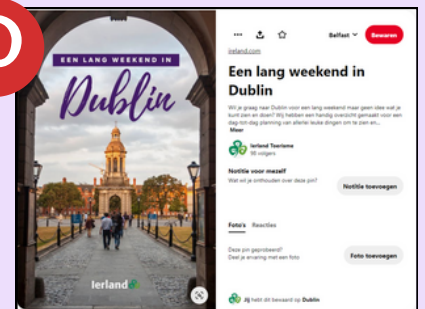 EEN LANG WEEKEND IN
Dublin
Ierland
Belfast
Bewaren
ireland.com
Een lang weekend in
Dublin
Wil je graag naar Dublin voor een lang weekend maar geen idee wat je
kunt zien en doen? Wij hebben een handig overzicht gemaakt voor een
dag-tot-dag planning van allerlei leuke dingen om te zien en...
Meer
Ierland Toerisme
90 volgers
Notitie voor mezelf
Wat wil je onthouden over deze pin?
Notitie toevoegen
Foto's Reacties
Deze pin geprobeerd?
Deel je ervaring met een foto
Foto toevoegen
Jij hebt dit bewaard op Dublin